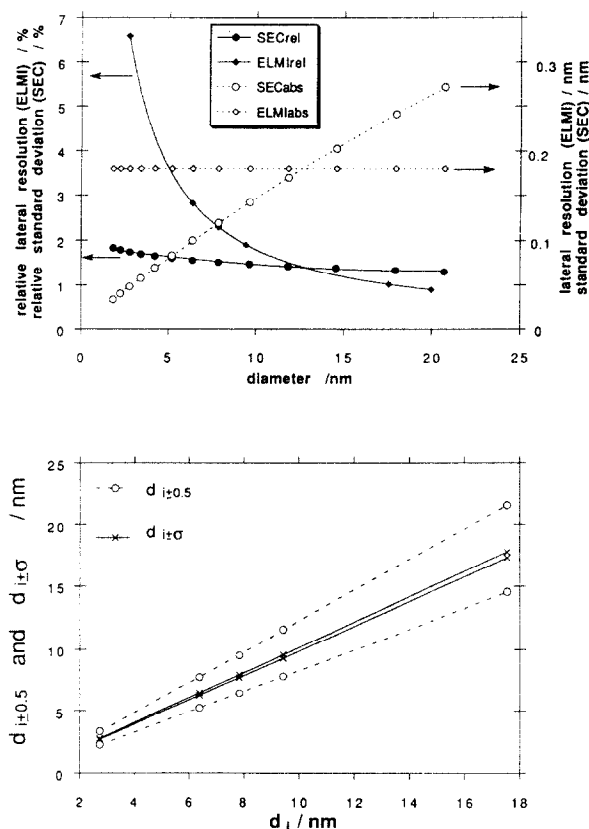 relative lateral resolution (ELMI) / %
relative standard deviation (SEC) / %
7
6
5
4
3
2
1
0
SECrel
ELMIrel
SECabs
ELMIabs
0.3
0.2
0.1
0
lateral resolution (ELMI) / nm
standard deviation (SEC) / nm
0 5 10 15 20 25
diameter /nm
d i±0.5 and d i±σ / nm
25
20
15
10
5
0
d i±0.5
d i±σ
2 4 6 8 10 12 14 16 18
d i / nm